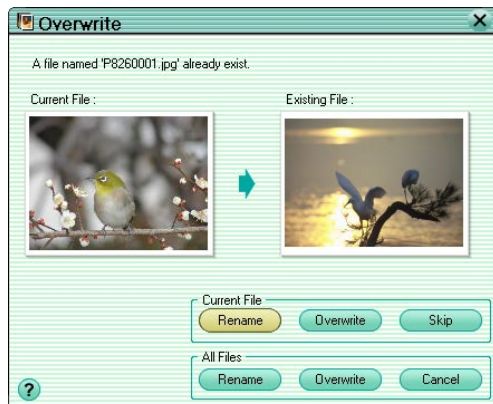 Overwrite
A file named 'P8260001.jpg' already exist.
Current File :
Existing File :
Current File
Rename
Overwrite
Skip
All Files
Rename
Overwrite
Cancel
?